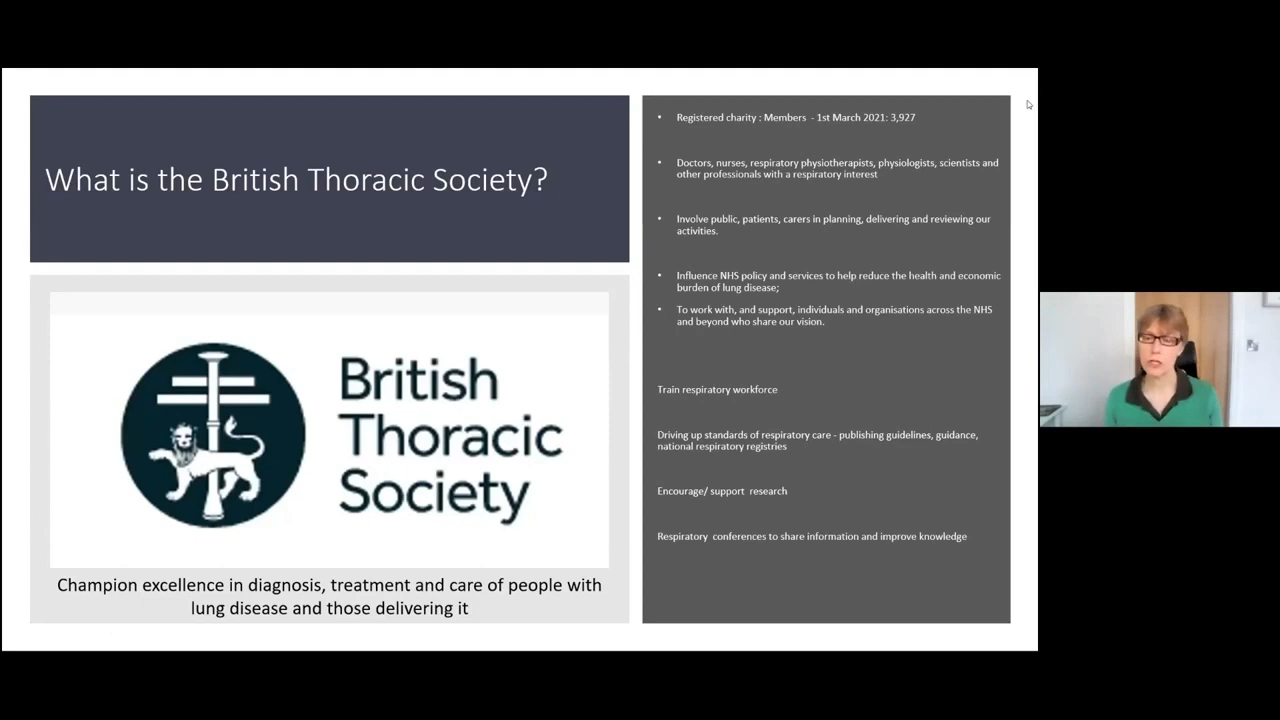 What is the British Thoracic Society?
British
Thoracic
Society
Champion excellence in diagnosis, treatment and care of people with
lung disease and those delivering it
• Registered charity : Members - 1st March 2021: 3,927
• Doctors, nurses, respiratory physiotherapists, physiologists, scientists and
other professionals with a respiratory interest
• Involve public, patients, carers in planning, delivering and reviewing our
activities.
• Influence NHS policy and services to help reduce the health and economic
burden of lung disease;
• To work with, and support, individuals and organisations across the NHS
and beyond who share our vision.
Train respiratory workforce
Driving up standards of respiratory care - publishing guidelines, guidance,
national respiratory registries
Encourage/ support research
Respiratory conferences to share information and improve knowledge